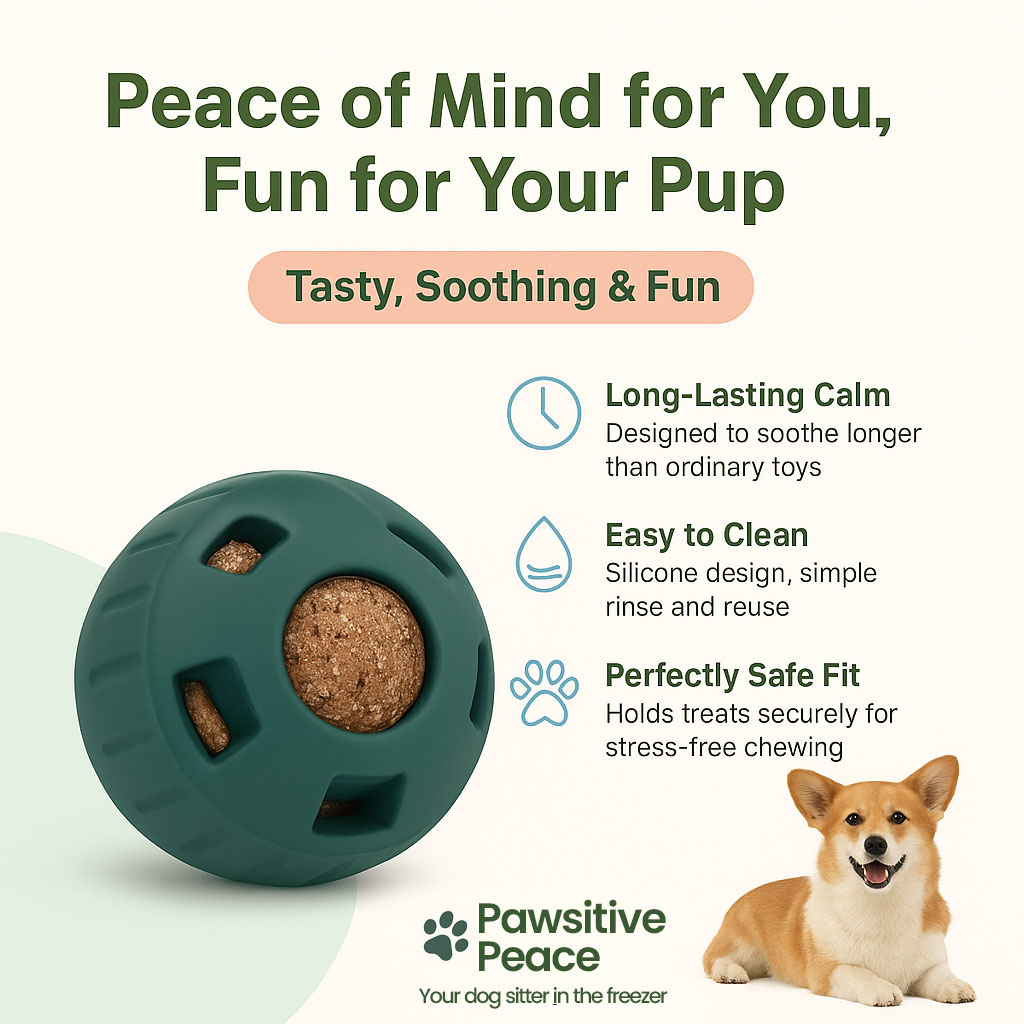 Peace of Mind for You,
Fun for Your Pup
Tasty, Soothing & Fun
Long-Lasting Calm
Designed to soothe longer
than ordinary toys
Easy to Clean
Silicone design, simple
rinse and reuse
Perfectly Safe Fit
Holds treats securely for
stress-free chewing
Pawsitive
Peace
Your dog sitter in the freezer